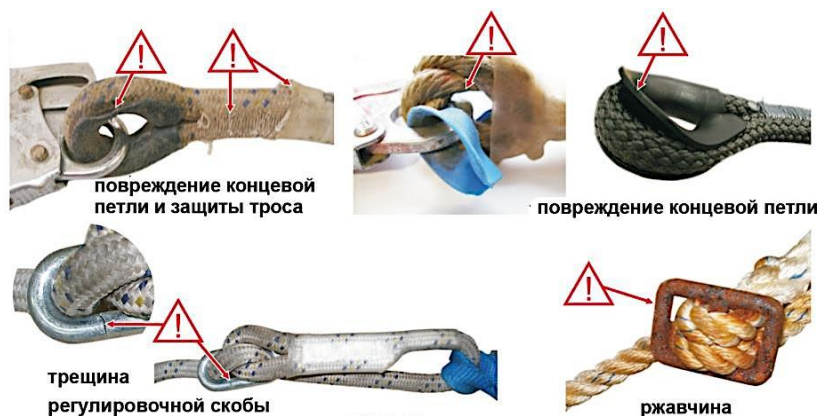 повреждение концевой
петли и защиты троса
повреждение концевой петли
трещина
регулировочной скобы
ржавчина